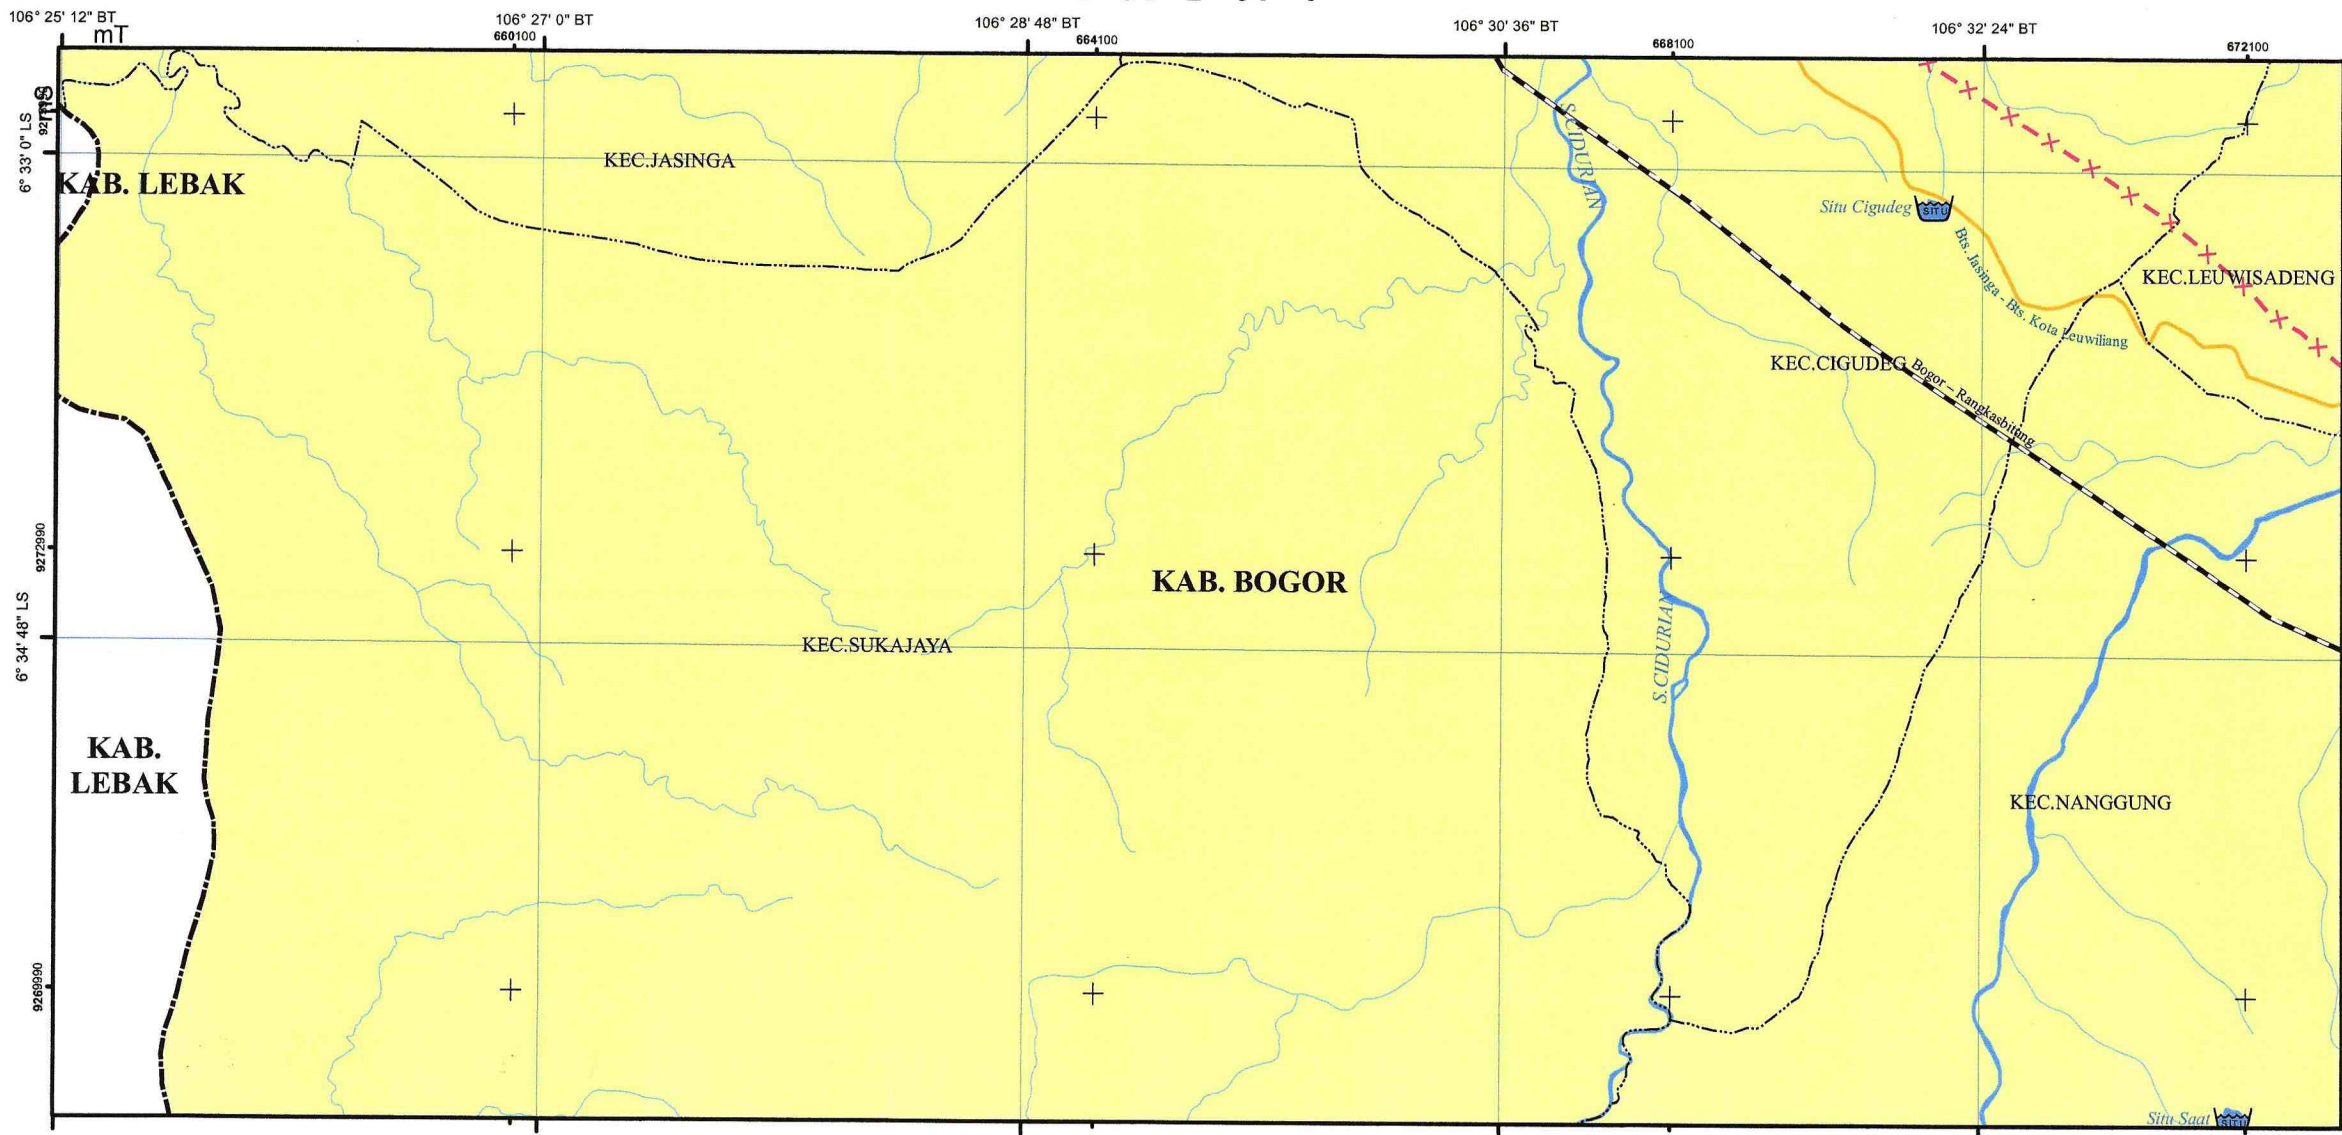 106° 25' 12" BT
106° 27' 0" BT
106° 28' 48" BT
106° 30' 36" BT
106° 32' 24" BT
mT
660100
664100
668100
672100
6° 33' 0" LS
KEC.JASINGA
KAB. LEBAK
S.CIDURIAN
Situ Cigudeg
SITU
Bts. Jasinga - Bts. Kota Leuwiliang
KEC.LEUWISADENG
KEC.CIGUDEG
Bogor – Rangkasbitung
9272990
KAB. BOGOR
6° 34' 48" LS
KEC.SUKAJAYA
S.CIDURIAN
KAB.
LEBAK
KEC.NANGGUNG
9269990
Situ Saat
SITU